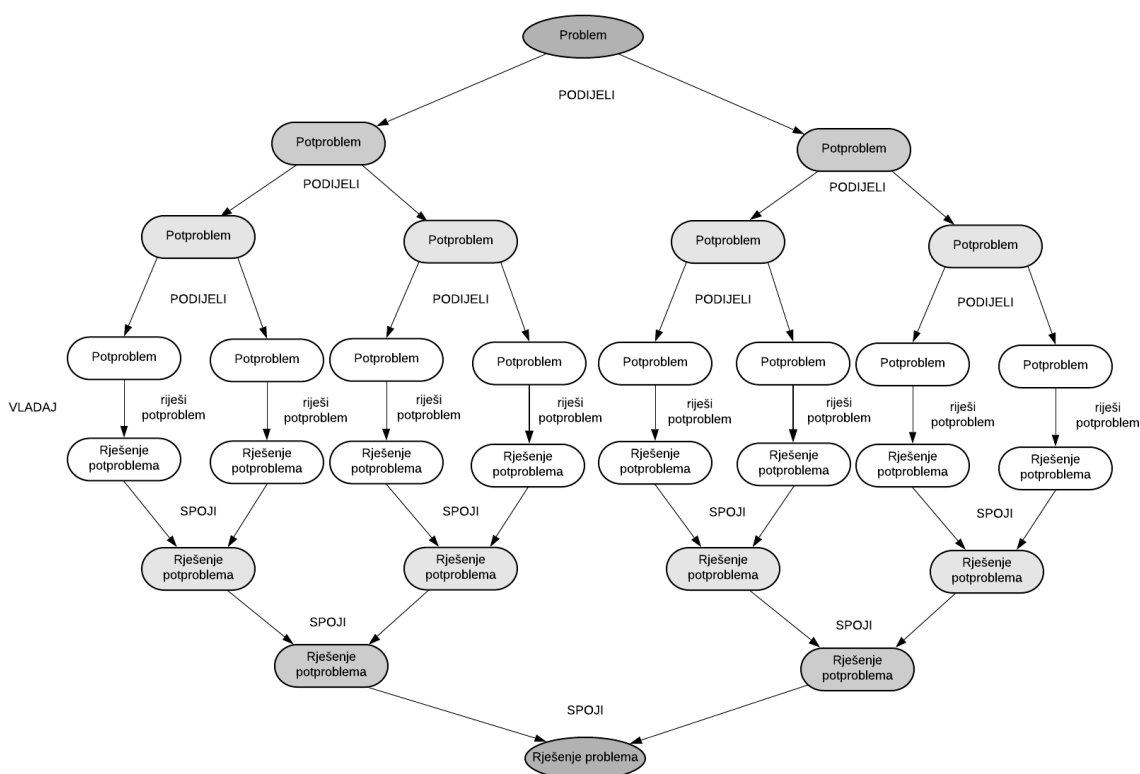 Problem
PODIJELI
Potproblem
Potproblem
PODIJELI
PODIJELI
Potproblem
Potproblem
Potproblem
Potproblem
PODIJELI
PODIJELI
PODIJELI
PODIJELI
Potproblem
Potproblem
Potproblem
Potproblem
Potproblem
Potproblem
Potproblem
Potproblem
VLADAJ
riješi
potproblem
riješi
potproblem
riješi
potproblem
riješi
potproblem
riješi
potproblem
riješi
potproblem
riješi
potproblem
riješi
potproblem
Rješenje
potproblema
Rješenje
potproblema
Rješenje
potproblema
Rješenje
potproblema
Rješenje
potproblema
Rješenje
potproblema
Rješenje
potproblema
Rješenje
potproblema
SPOJI
SPOJI
SPOJI
SPOJI
Rješenje
potproblema
Rješenje
potproblema
Rješenje
potproblema
Rješenje
potproblema
SPOJI
SPOJI
Rješenje
potproblema
Rješenje
potproblema
SPOJI
Rješenje problema